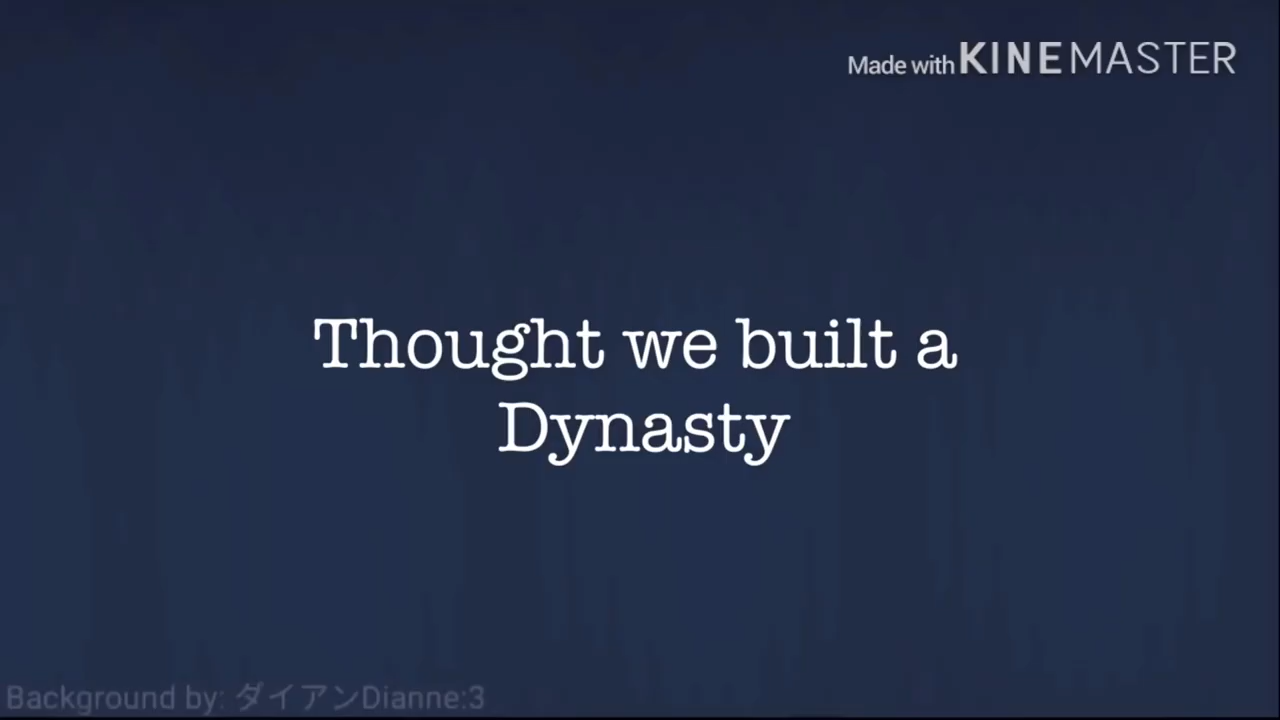 Made with KINEMASTER
Thought we built a
Dynasty
Background by: ダイアンDianne:3